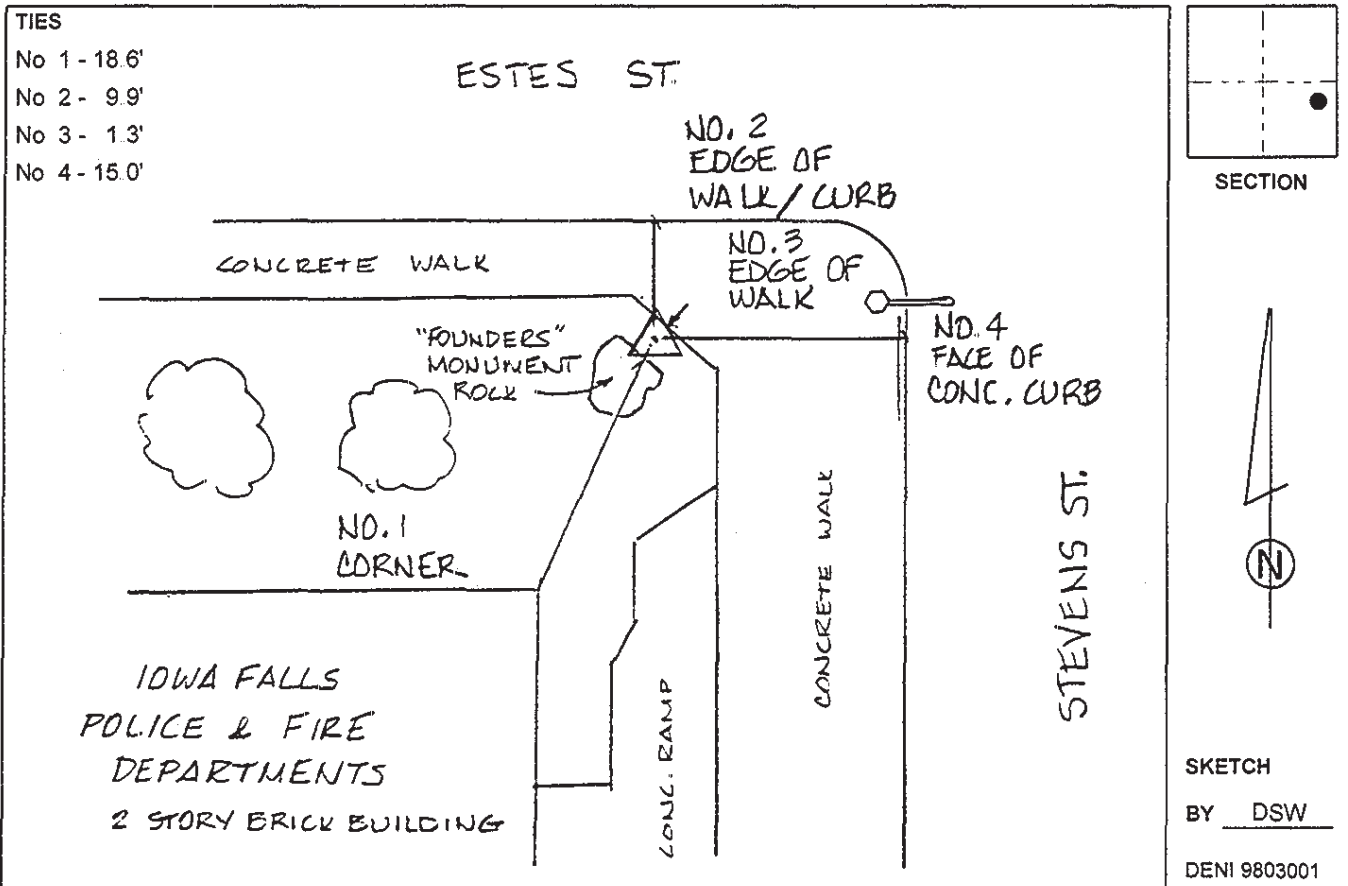 TIES
No 1 - 18.6'
No 2 - 9.9'
No 3 - 1.3'
No 4 - 15.0'
ESTES ST.
NO. 2
EDGE OF
WALK / CURB
SECTION
CONCRETE WALK
NO. 3
EDGE OF
WALK
"FOUNDERS"
MONUMENT
ROCK
NO. 4
FACE OF
CONC. CURB
NO. 1
CORNER
CONCRETE WALK
STEVENS ST.
N
IOWA FALLS
POLICE & FIRE
DEPARTMENTS
2 STORY BRICK BUILDING
CONC. RAMP
SKETCH
BY DSW
DENI 9803001